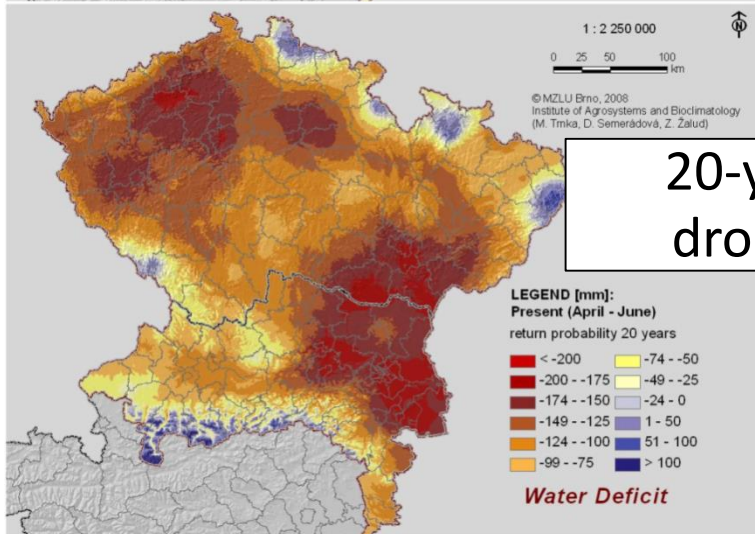 1 : 2 250 000
N
0 25 50 100
km
© MZLU Brno, 2008
Institute of Agrosystems and Bioclimatology
(M. Trnka, D. Semerádová, Z. Žalud)
20-y
dro
LEGEND [mm]:
Present (April - June)
return probability 20 years
< -200
-200 - -175
-174 - -150
-149 - -125
-124 - -100
-99 - -75
-74 - -50
-49 - -25
-24 - 0
1 - 50
51 - 100
> 100
Water Deficit